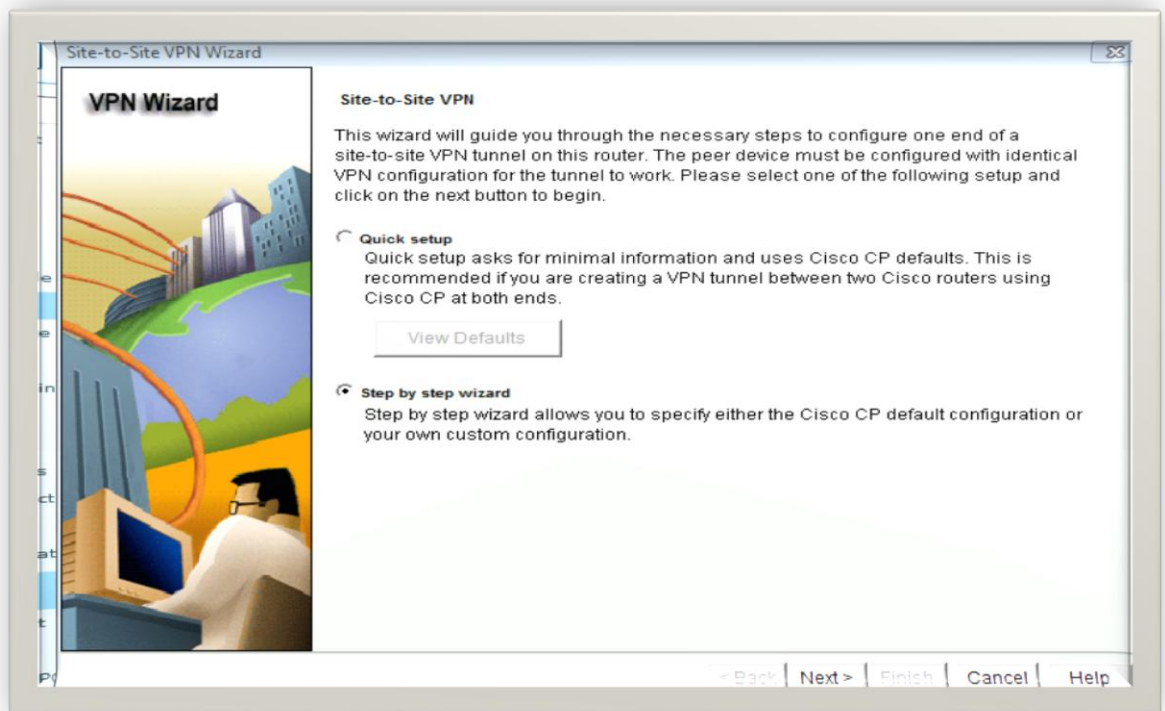 Site-to-Site VPN Wizard
VPN Wizard
Site-to-Site VPN
This wizard will guide you through the necessary steps to configure one end of a
site-to-site VPN tunnel on this router. The peer device must be configured with identical
VPN configuration for the tunnel to work. Please select one of the following setup and
click on the next button to begin.
Quick setup
Quick setup asks for minimal information and uses Cisco CP defaults. This is
recommended if you are creating a VPN tunnel between two Cisco routers using
Cisco CP at both ends.
View Defaults
Step by step wizard
Step by step wizard allows you to specify either the Cisco CP default configuration or
your own custom configuration.
< Back Next > Finish Cancel Help